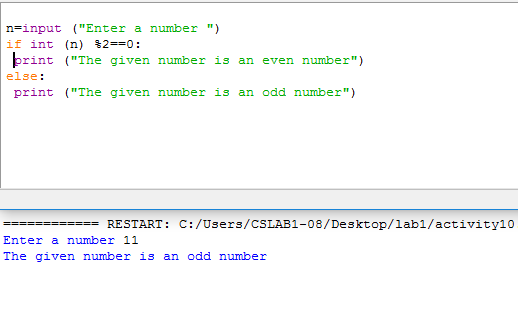 n=input ("Enter a number ")
if int (n) %2==0:
 print ("The given number is an even number")
else:
 print ("The given number is an odd number")
============ RESTART: C:/Users/CSLAB1-08/Desktop/lab1/activity10
Enter a number 11
The given number is an odd number